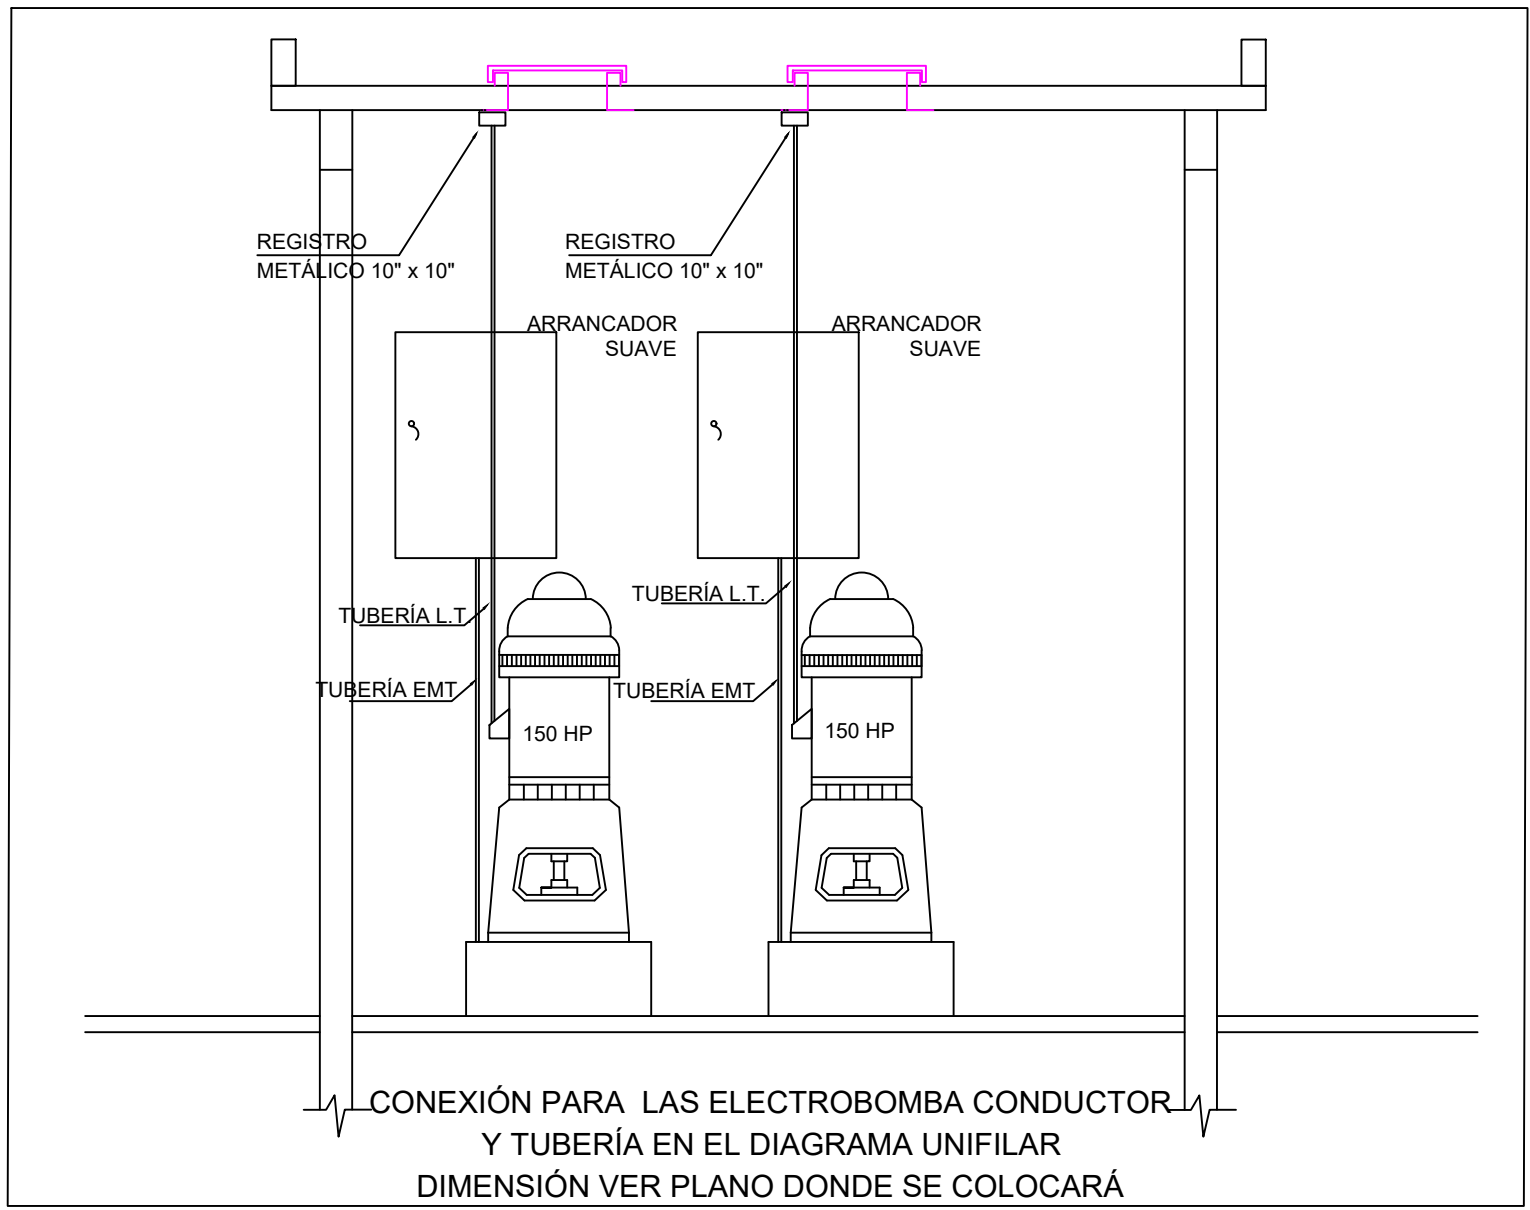 REGISTRO
METÁLICO 10" x 10"
REGISTRO
METÁLICO 10" x 10"
ARRANCADOR
SUAVE
ARRANCADOR
SUAVE
TUBERÍA L.T.
TUBERÍA L.T.
TUBERÍA EMT
TUBERÍA EMT
150 HP
150 HP
CONEXIÓN PARA LAS ELECTROBOMBA CONDUCTOR
Y TUBERÍA EN EL DIAGRAMA UNIFILAR
DIMENSIÓN VER PLANO DONDE SE COLOCARÁ